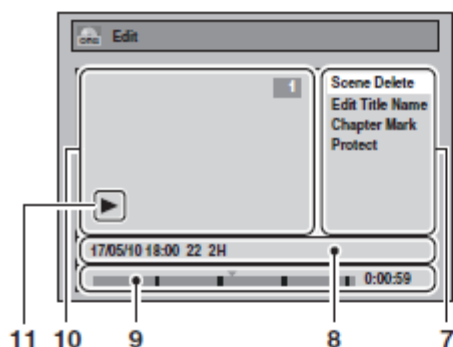 ORG Edit
1
Scene Delete
Edit Title Name
Chapter Mark
Protect
17/05/10 18:00 22 2H
0:00:59
11 10 9 8 7